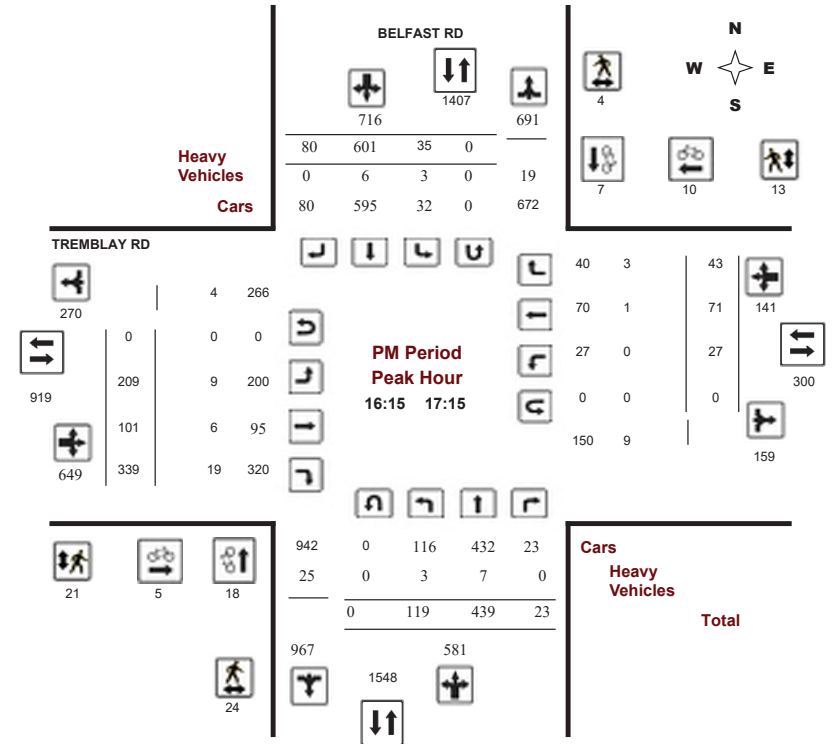 BELFAST RD
N
W E
S
1407
4
716 691
80 601 35 0
Heavy
Vehicles
0 6 3 0 19
Cars
80 595 32 0 672
7 10 13
TREMBLAY RD
270
4 266
919
0 0 0
209 9 200
101 6 95
649
339 19 320
PM Period
Peak Hour
16:15 17:15
40 3 43
141
70 1 71
27 0 27
300
0 0 0
150 9
159
21 5 18
24
942 0 116 432 23
25 0 3 7 0
0 119 439 23
967 581
1548
Cars
Heavy
Vehicles
Total